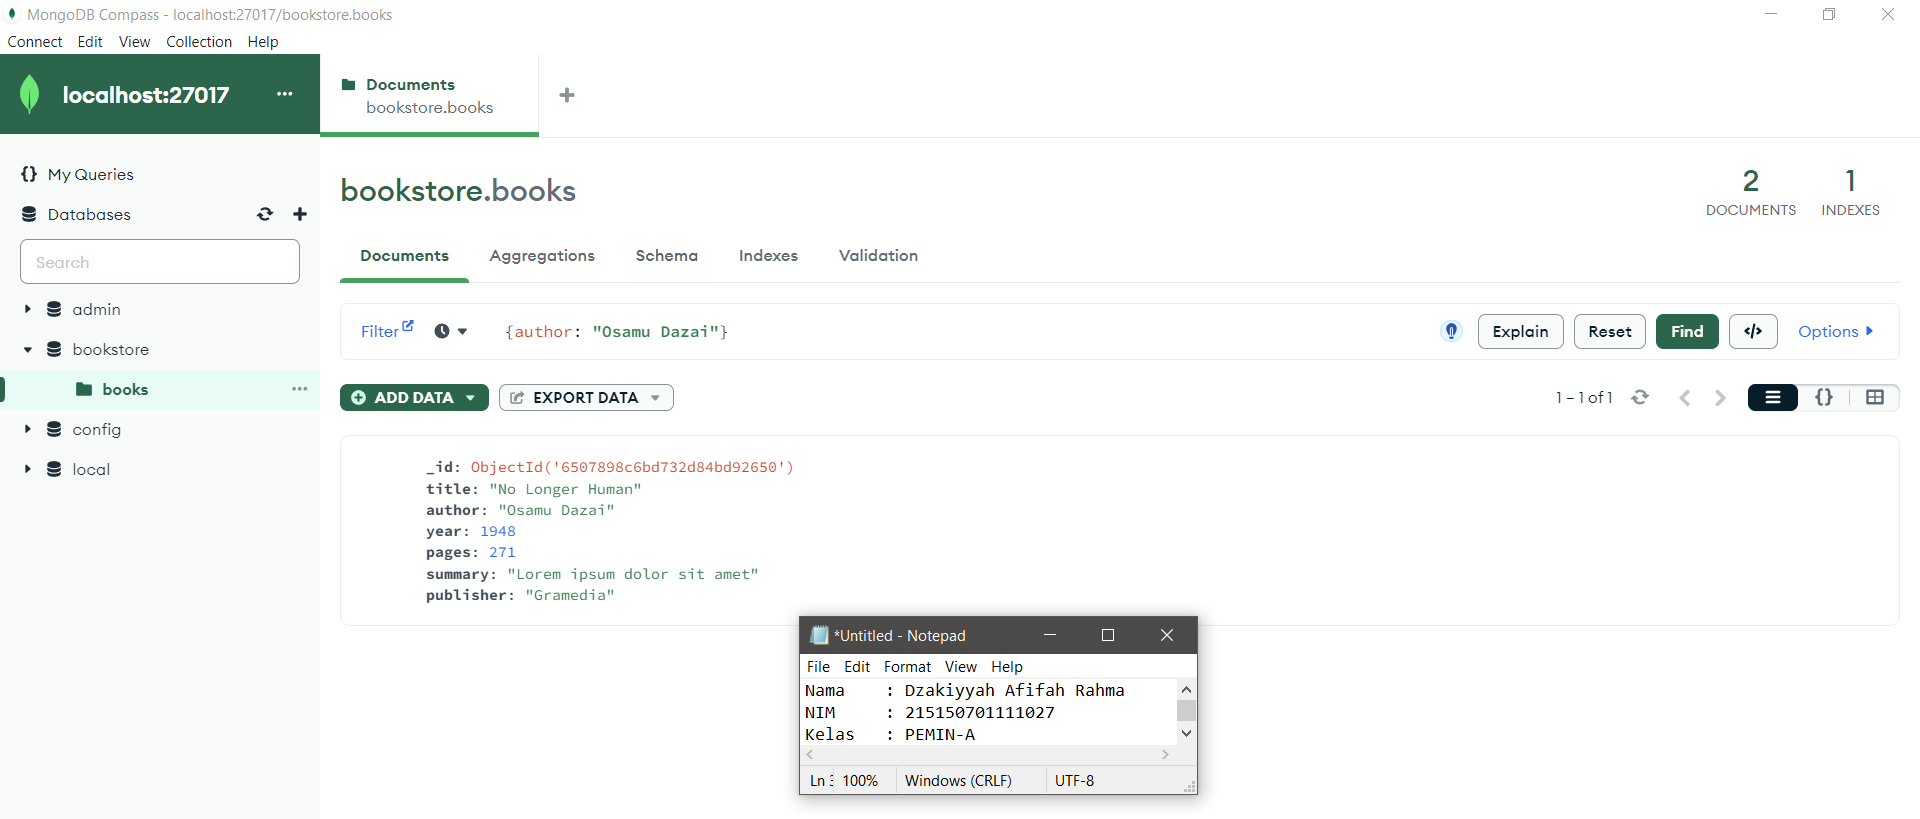 MongoDB Compass - localhost:27017/bookstore.books
Connect Edit View Collection Help
localhost:27017
Documents
bookstore.books
My Queries
Databases
Search
admin
bookstore
books
config
local
bookstore.books
2
DOCUMENTS
1
INDEXES
Documents Aggregations Schema Indexes Validation
Filter {author: "Osamu Dazai"} Explain Reset Find </> Options
ADD DATA EXPORT DATA 1 – 1 of 1 {}
_id: ObjectId('6507898c6bd732d84bd92650')
title: "No Longer Human"
author: "Osamu Dazai"
year: 1948
pages: 271
summary: "Lorem ipsum dolor sit amet"
publisher: "Gramedia"
*Untitled - Notepad
File Edit Format View Help
Nama : Dzakiyyah Afifah Rahma
NIM : 215150701111027
Kelas : PEMIN-A
Ln 100% Windows (CRLF) UTF-8